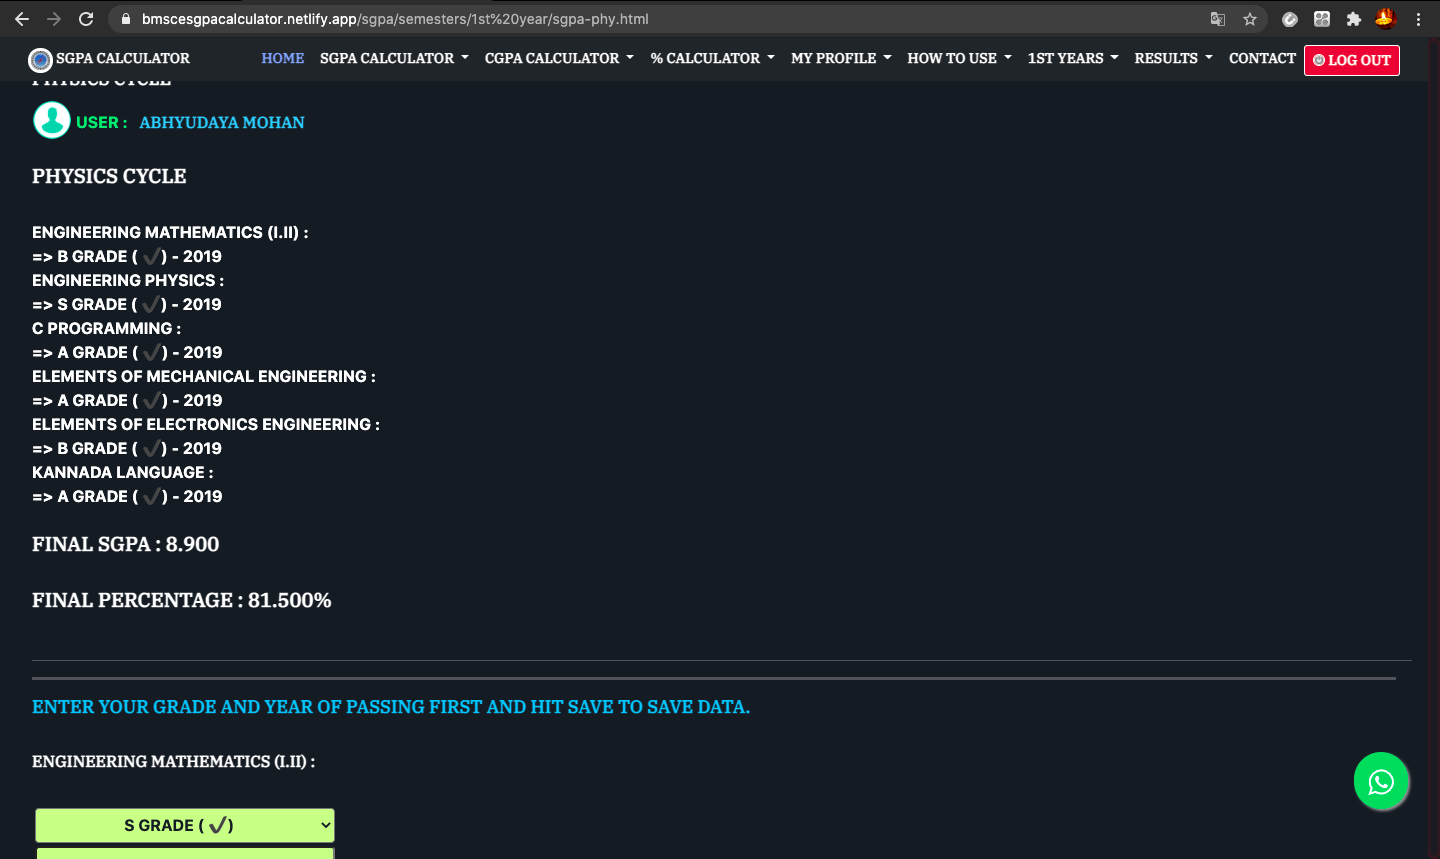 bmscesgpacalculator.netlify.app/sgpa/semesters/1st%20year/sgpa-phy.html
SGPA CALCULATOR HOME SGPA CALCULATOR CGPA CALCULATOR % CALCULATOR MY PROFILE HOW TO USE 1ST YEARS RESULTS CONTACT LOG OUT
PHYSICS CYCLE
USER : ABHYUDAYA MOHAN
PHYSICS CYCLE
ENGINEERING MATHEMATICS (I.II) :
=> B GRADE ( ✔) - 2019
ENGINEERING PHYSICS :
=> S GRADE ( ✔) - 2019
C PROGRAMMING :
=> A GRADE ( ✔) - 2019
ELEMENTS OF MECHANICAL ENGINEERING :
=> A GRADE ( ✔) - 2019
ELEMENTS OF ELECTRONICS ENGINEERING :
=> B GRADE ( ✔) - 2019
KANNADA LANGUAGE :
=> A GRADE ( ✔) - 2019
FINAL SGPA : 8.900
FINAL PERCENTAGE : 81.500%
ENTER YOUR GRADE AND YEAR OF PASSING FIRST AND HIT SAVE TO SAVE DATA.
ENGINEERING MATHEMATICS (I.II) :
S GRADE ( ✔)